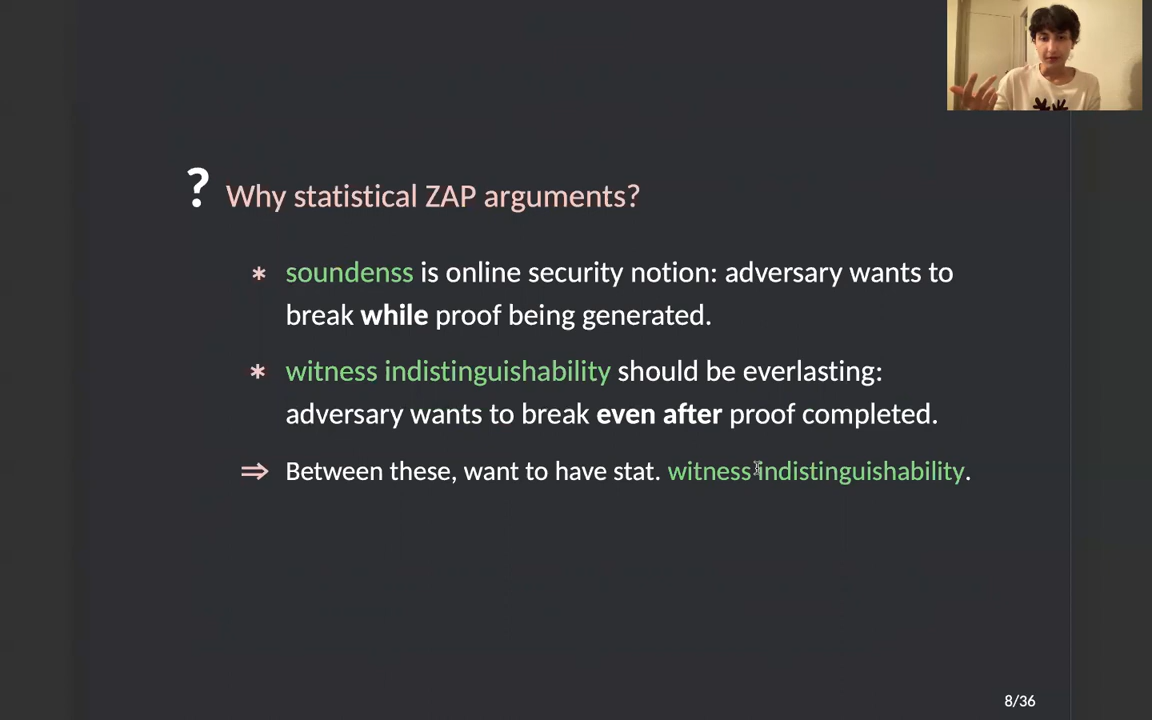 ? Why statistical ZAP arguments?
* soundenss is online security notion: adversary wants to
break while proof being generated.
* witness indistinguishability should be everlasting:
adversary wants to break even after proof completed.
⇒ Between these, want to have stat. witness indistinguishability.
8/36